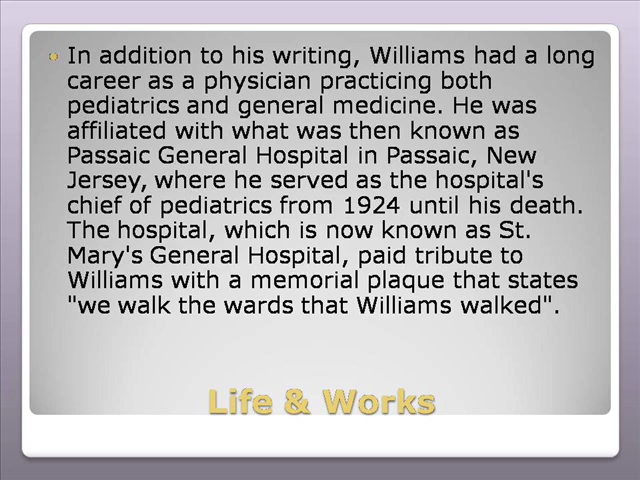 In addition to his writing, Williams had a long
career as a physician practicing both
pediatrics and general medicine. He was
affiliated with what was then known as
Passaic General Hospital in Passaic, New
Jersey, where he served as the hospital's
chief of pediatrics from 1924 until his death.
The hospital, which is now known as St.
Mary's General Hospital, paid tribute to
Williams with a memorial plaque that states
"we walk the wards that Williams walked".
Life & Works